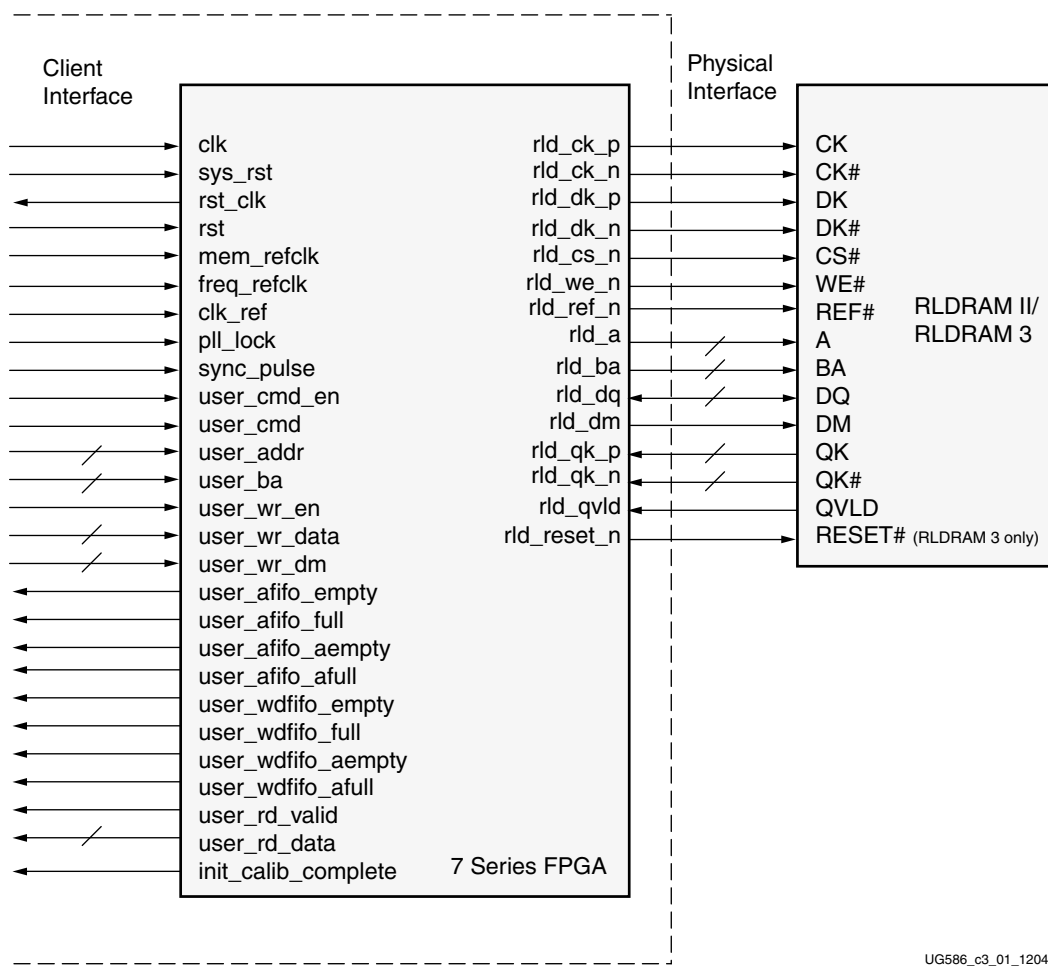 Client
Interface
Physical
Interface
clk
sys_rst
rst_clk
rst
mem_refclk
freq_refclk
clk_ref
pll_lock
sync_pulse
user_cmd_en
user_cmd
user_addr
user_ba
user_wr_en
user_wr_data
user_wr_dm
user_afifo_empty
user_afifo_full
user_afifo_aempty
user_afifo_afull
user_wdfifo_empty
user_wdfifo_full
user_wdfifo_aempty
user_wdfifo_afull
user_rd_valid
user_rd_data
init_calib_complete
rld_ck_p
rld_ck_n
rld_dk_p
rld_dk_n
rld_cs_n
rld_we_n
rld_ref_n
rld_a
rld_ba
rld_dq
rld_dm
rld_qk_p
rld_qk_n
rld_qvld
rld_reset_n
7 Series FPGA
CK
CK#
DK
DK#
CS#
WE#
REF#
A
BA
DQ
DM
QK
QK#
QVLD
RESET# (RLDRAM 3 only)
RLDRAM II/
RLDRAM 3
UG586_c3_01_1204